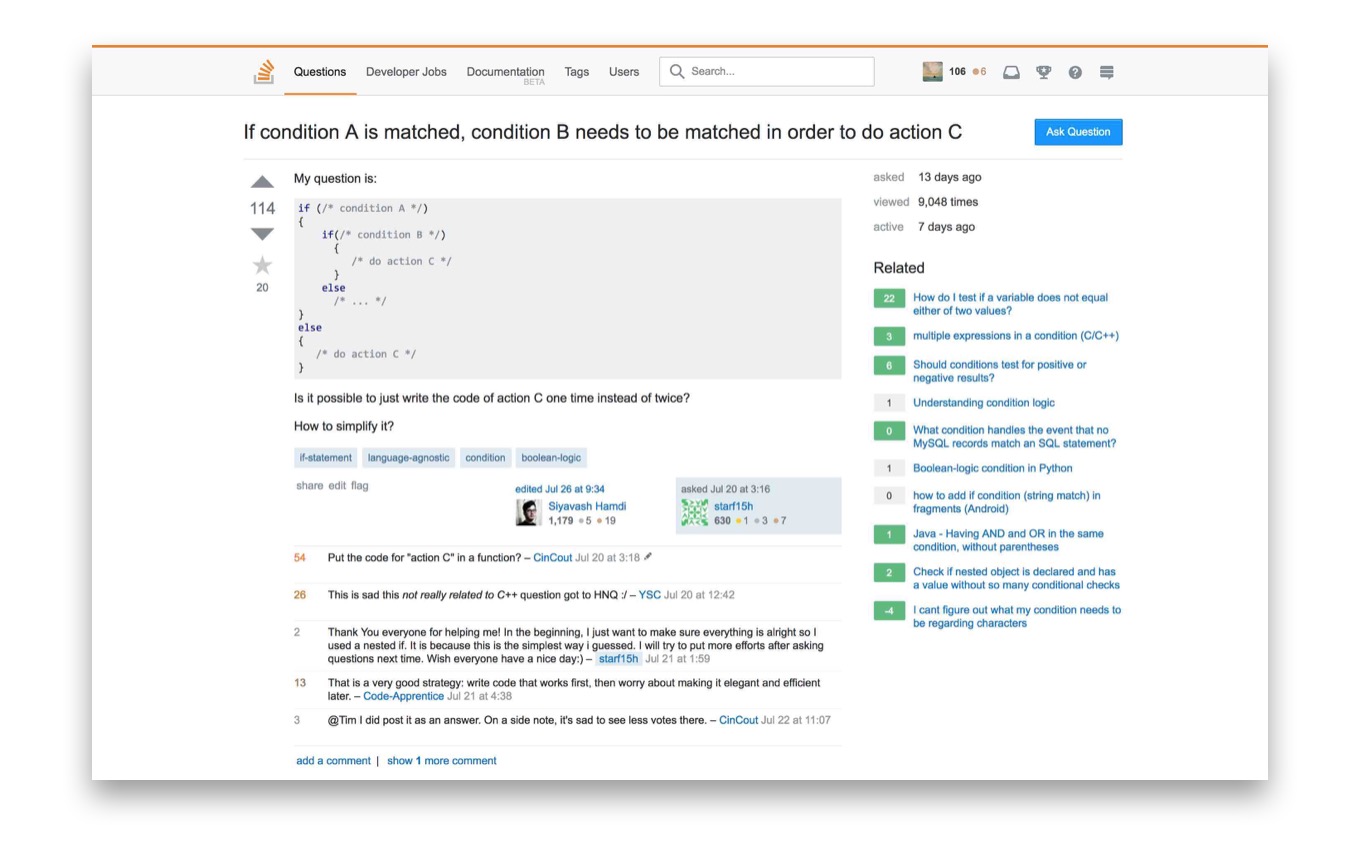 Questions Developer Jobs Documentation Tags Users Search... 106 6
BETA
If condition A is matched, condition B needs to be matched in order to do action C
Ask Question
114
20
My question is:
if (/* condition A */)
{
    if(/* condition B */)
      {
         /* do action C */
      }
    else
      /* ... */
}
else
{
   /* do action C */
}
Is it possible to just write the code of action C one time instead of twice?
How to simplify it?
if-statement language-agnostic condition boolean-logic
share edit flag
edited Jul 26 at 9:34
Siyavash Hamdi
1,179 5 19
asked Jul 20 at 3:16
starf15h
630 1 3 7
54 Put the code for "action C" in a function? – CinCout Jul 20 at 3:18
26 This is sad this not really related to C++ question got to HNQ :/ – YSC Jul 20 at 12:42
2 Thank You everyone for helping me! In the beginning, I just want to make sure everything is alright so I
used a nested if. It is because this is the simplest way i guessed. I will try to put more efforts after asking
questions next time. Wish everyone have a nice day:) – starf15h Jul 21 at 1:59
13 That is a very good strategy: write code that works first, then worry about making it elegant and efficient
later. – Code-Apprentice Jul 21 at 4:38
3 @Tim I did post it as an answer. On a side note, it's sad to see less votes there. – CinCout Jul 22 at 11:07
add a comment | show 1 more comment
asked 13 days ago
viewed 9,048 times
active 7 days ago
Related
22 How do I test if a variable does not equal
either of two values?
3 multiple expressions in a condition (C/C++)
6 Should conditions test for positive or
negative results?
1 Understanding condition logic
0 What condition handles the event that no
MySQL records match an SQL statement?
1 Boolean-logic condition in Python
0 how to add if condition (string match) in
fragments (Android)
1 Java - Having AND and OR in the same
condition, without parentheses
2 Check if nested object is declared and has
a value without so many conditional checks
-4 I cant figure out what my condition needs to
be regarding characters